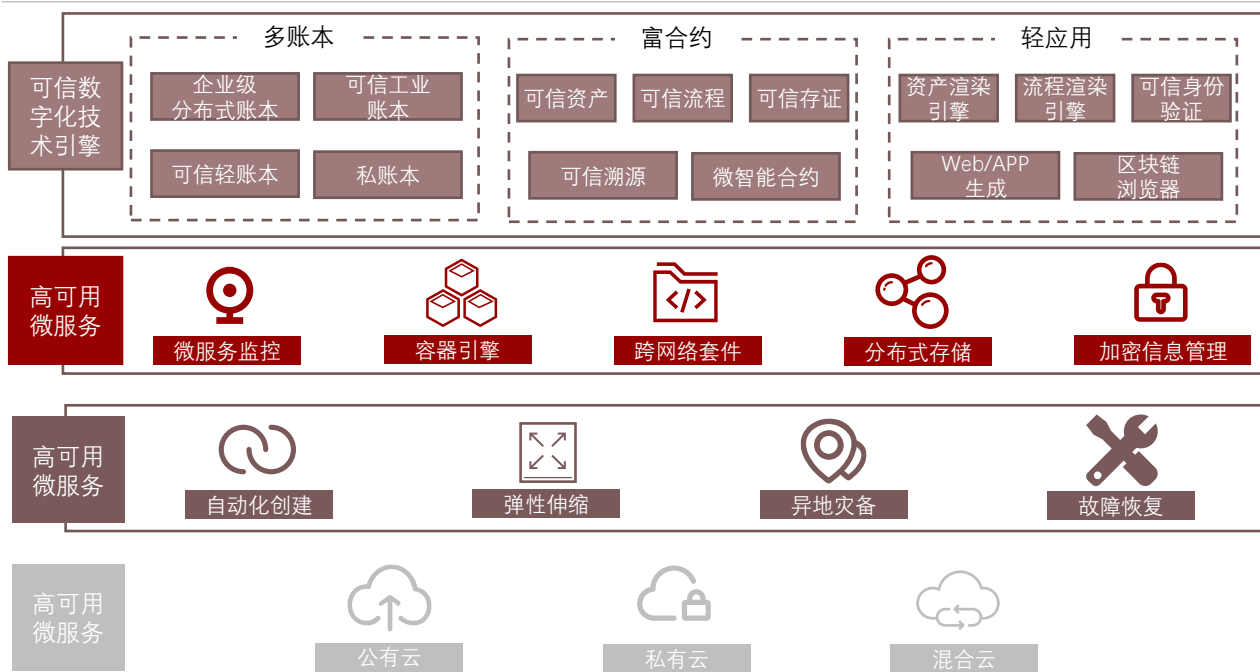 多账本
富合约
轻应用
可信数
字化技
术引擎
企业级
分布式账本
可信工业
账本
可信轻账本
私账本
可信资产
可信流程
可信存证
可信溯源
微智能合约
资产渲染
引擎
流程渲染
引擎
可信身份
验证
Web/APP
生成
区块链
浏览器
高可用
微服务
微服务监控
容器引擎
跨网络套件
分布式存储
加密信息管理
高可用
微服务
自动化创建
弹性伸缩
异地灾备
故障恢复
高可用
微服务
公有云
私有云
混合云